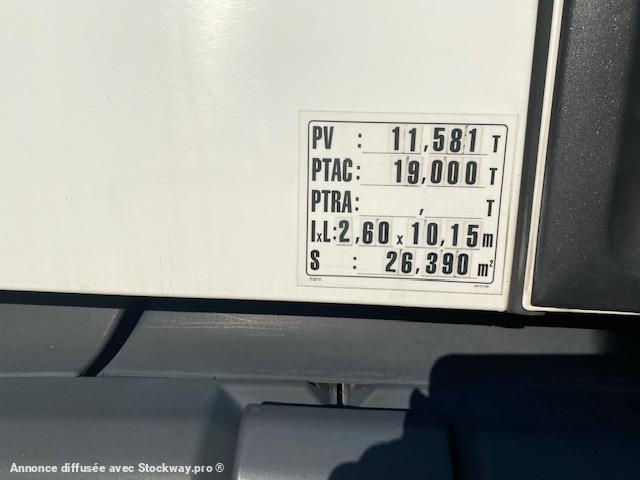 PV : 11,581 T
PTAC: 19,000 T
PTRA: , T
lxL: 2,60 x 10,15 m
S : 26,390 m²
Annonce diffusée avec Stockway.pro ®